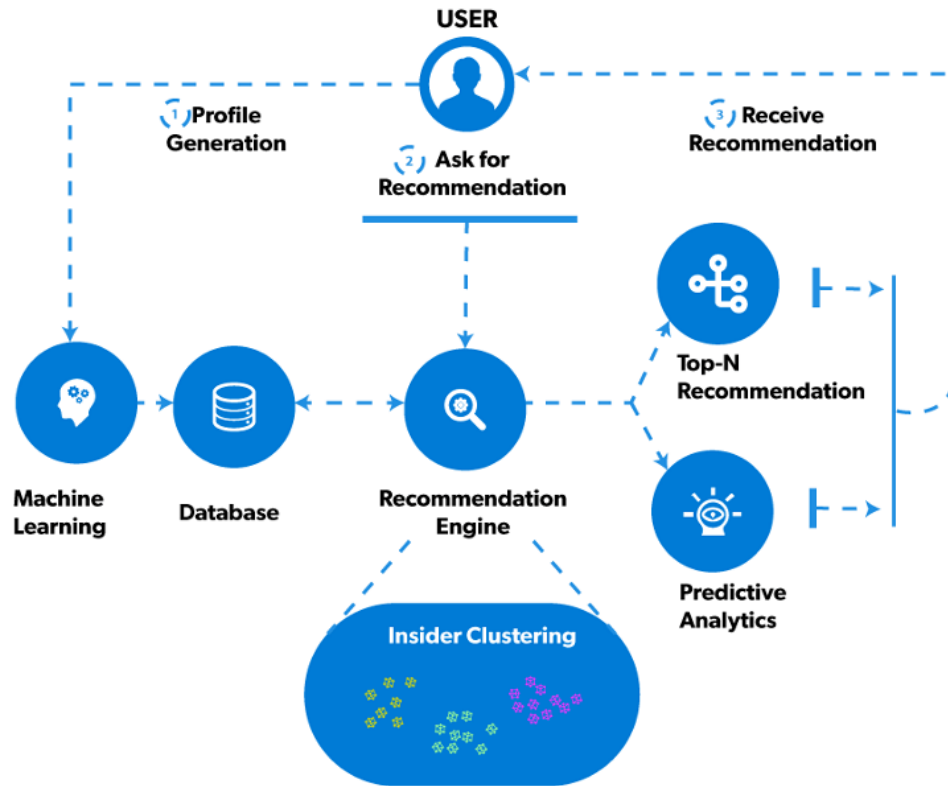 USER
1 Profile
Generation
2 Ask for
Recommendation
3 Receive
Recommendation
Top-N
Recommendation
Machine
Learning
Database
Recommendation
Engine
Predictive
Analytics
Insider Clustering